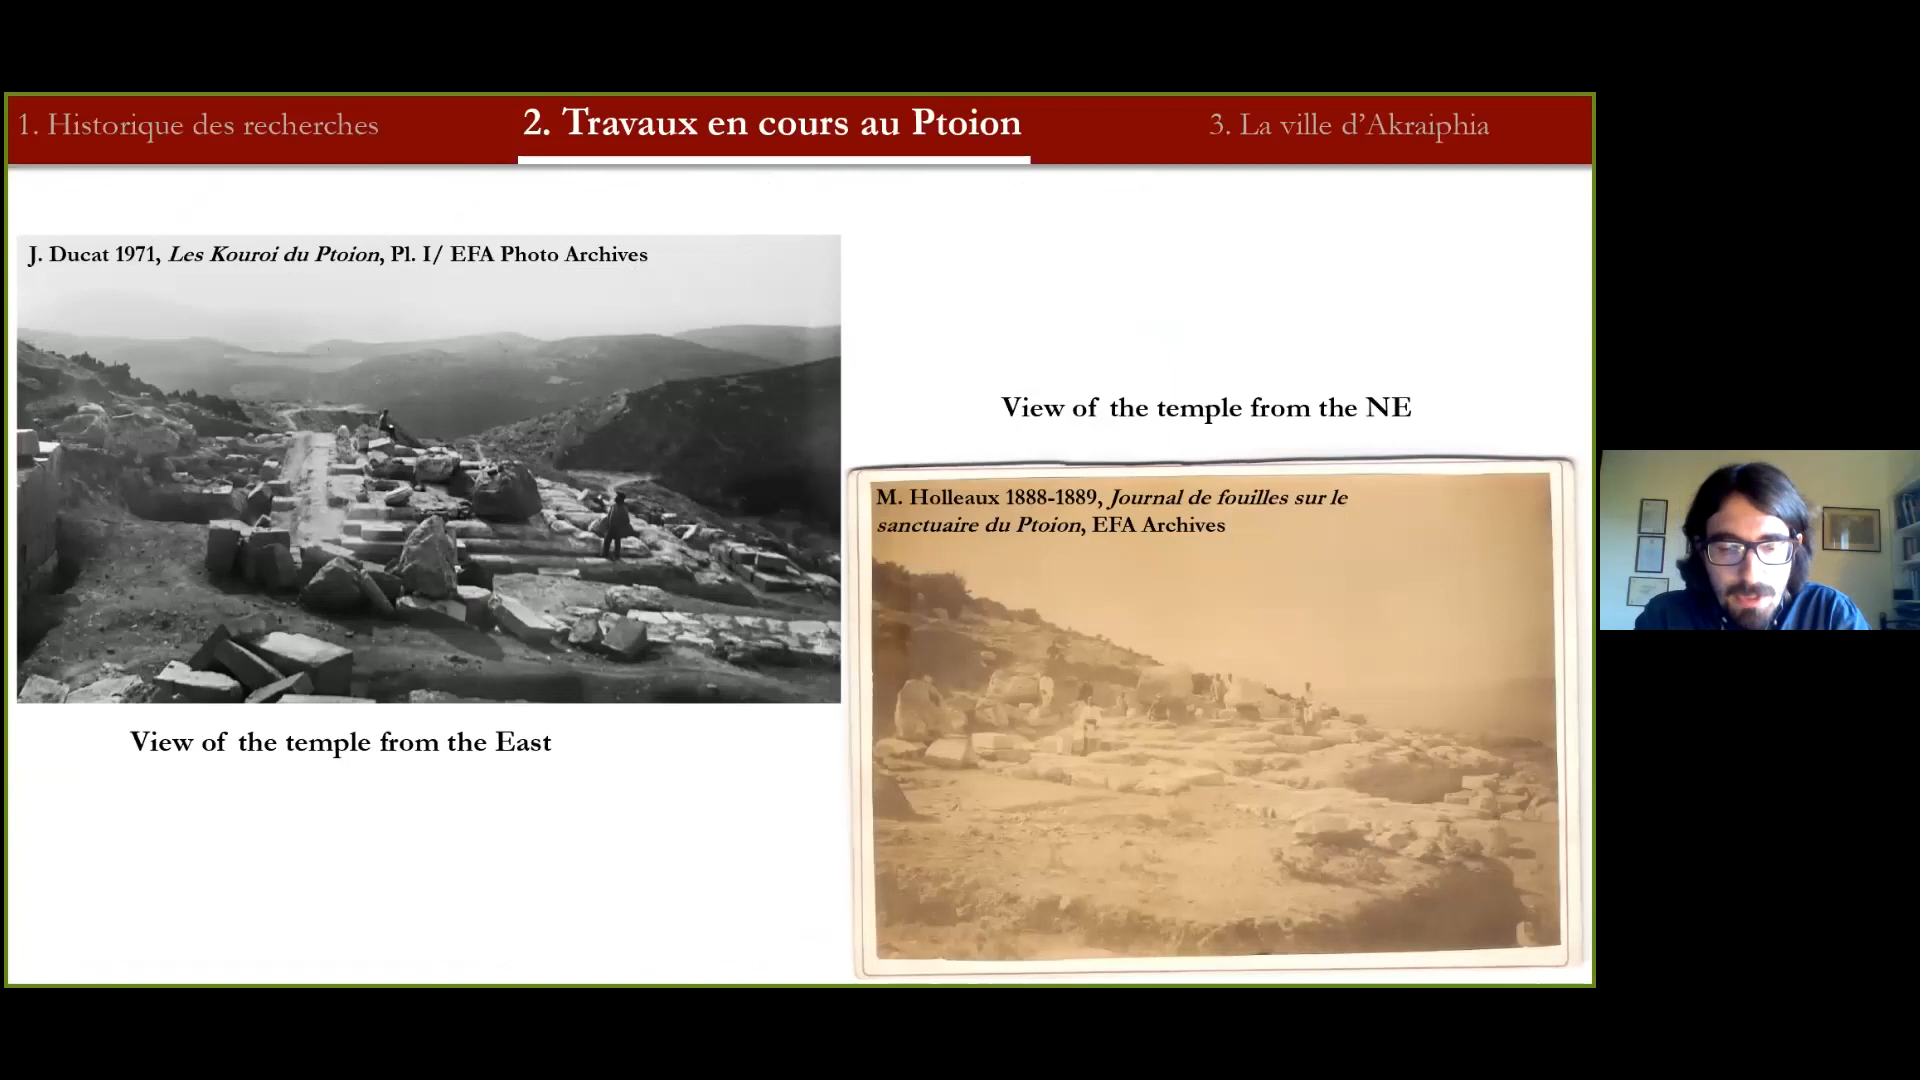 1. Historique des recherches
2. Travaux en cours au Ptoion
3. La ville d’Akraiphia
J. Ducat 1971, Les Kouroi du Ptoion, Pl. I/ EFA Photo Archives
View of the temple from the East
View of the temple from the NE
M. Holleaux 1888-1889, Journal de fouilles sur le
sanctuaire du Ptoion, EFA Archives